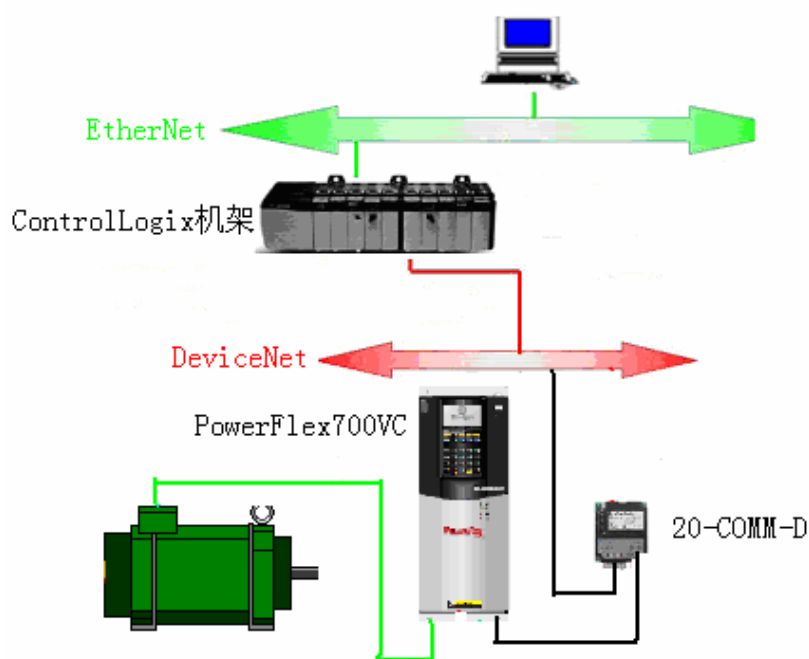 EtherNet
ControlLogix机架
DeviceNet
PowerFlex700VC
20-COMM-D